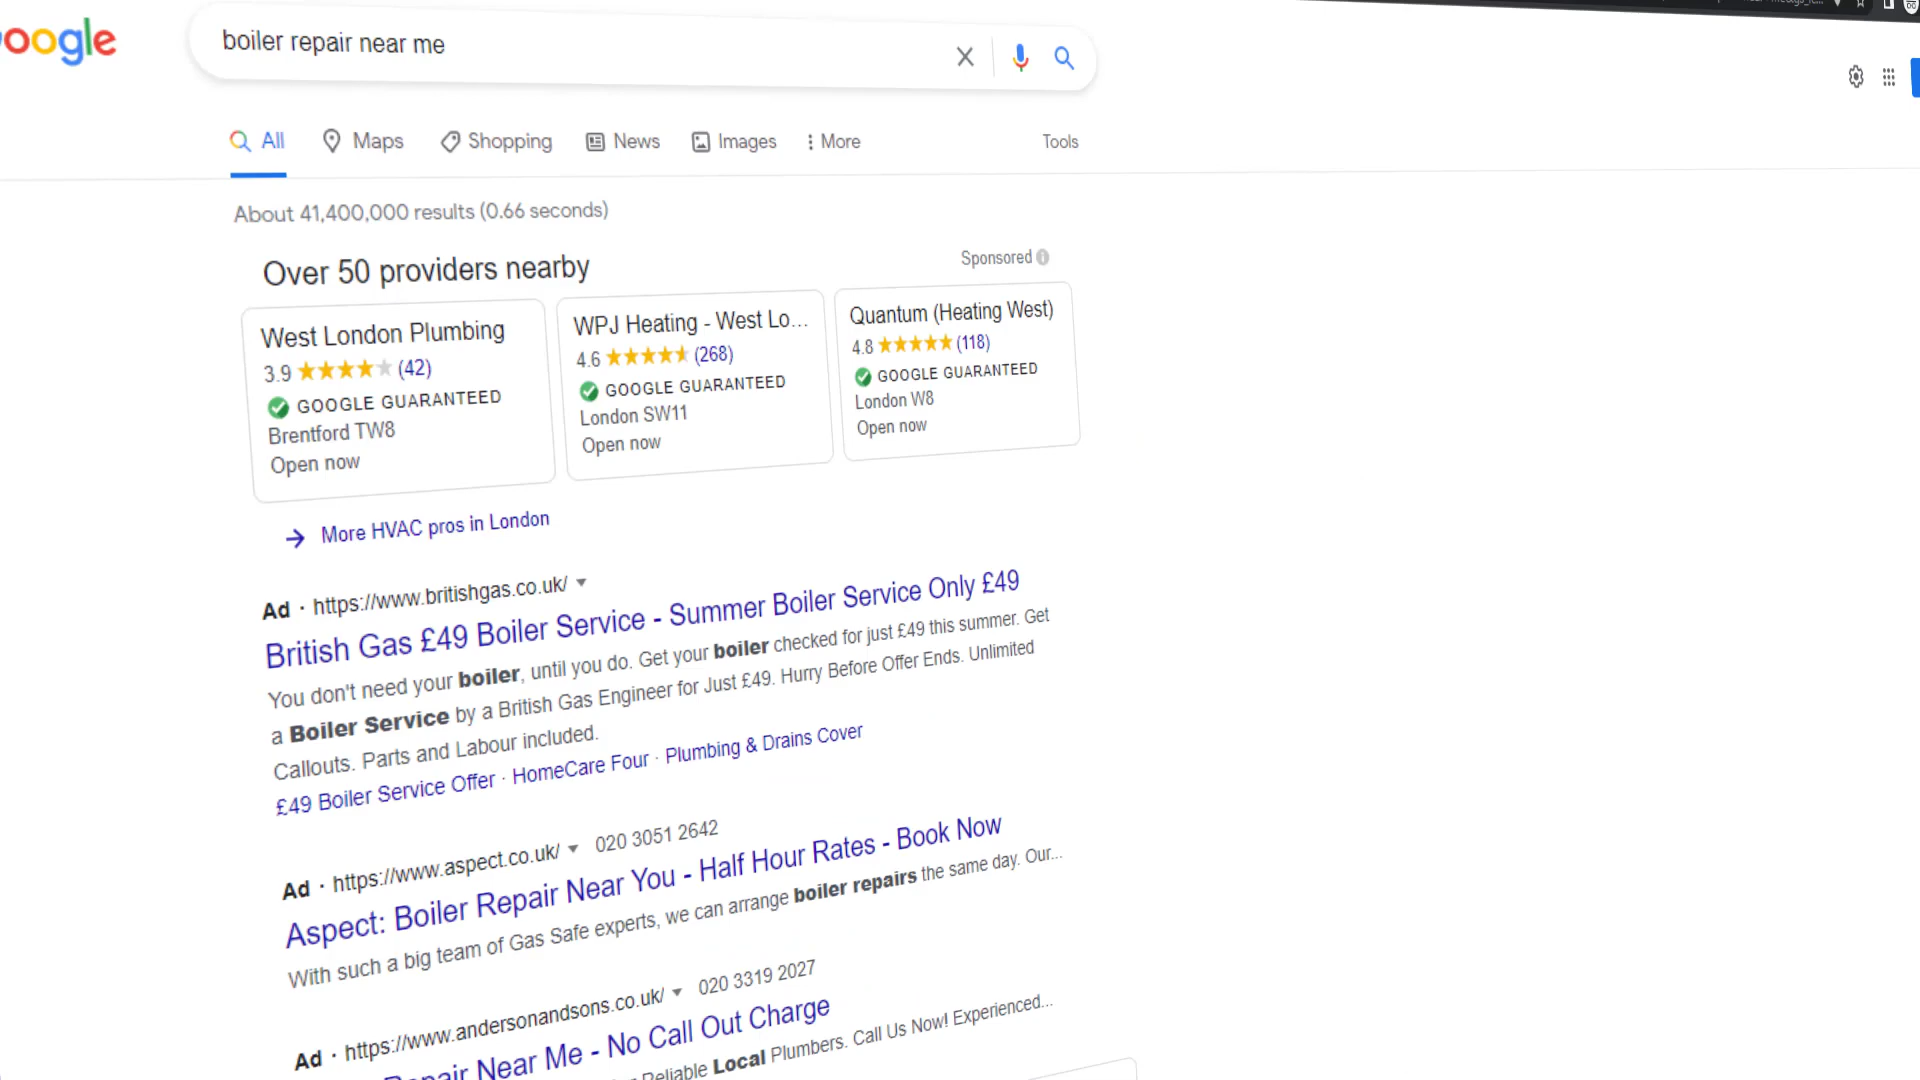 oogle
boiler repair near me
All Maps Shopping News Images More Tools
About 41,400,000 results (0.66 seconds)
Over 50 providers nearby
Sponsored
West London Plumbing
3.9 (42)
GOOGLE GUARANTEED
Brentford TW8
Open now
WPJ Heating - West Lo...
4.6 (268)
GOOGLE GUARANTEED
London SW11
Open now
Quantum (Heating West)
4.8 (118)
GOOGLE GUARANTEED
London W8
Open now
More HVAC pros in London
Ad · https://www.britishgas.co.uk/
British Gas £49 Boiler Service - Summer Boiler Service Only £49
You don't need your boiler, until you do. Get your boiler checked for just £49 this summer. Get
a Boiler Service by a British Gas Engineer for Just £49. Hurry Before Offer Ends. Unlimited
Callouts. Parts and Labour included.
£49 Boiler Service Offer · HomeCare Four · Plumbing & Drains Cover
Ad · https://www.aspect.co.uk/ 020 3051 2642
Aspect: Boiler Repair Near You - Half Hour Rates - Book Now
With such a big team of Gas Safe experts, we can arrange boiler repairs the same day. Our...
Ad · https://www.andersonandsons.co.uk/ 020 3319 2027
Repair Near Me - No Call Out Charge
Reliable Local Plumbers. Call Us Now! Experienced...